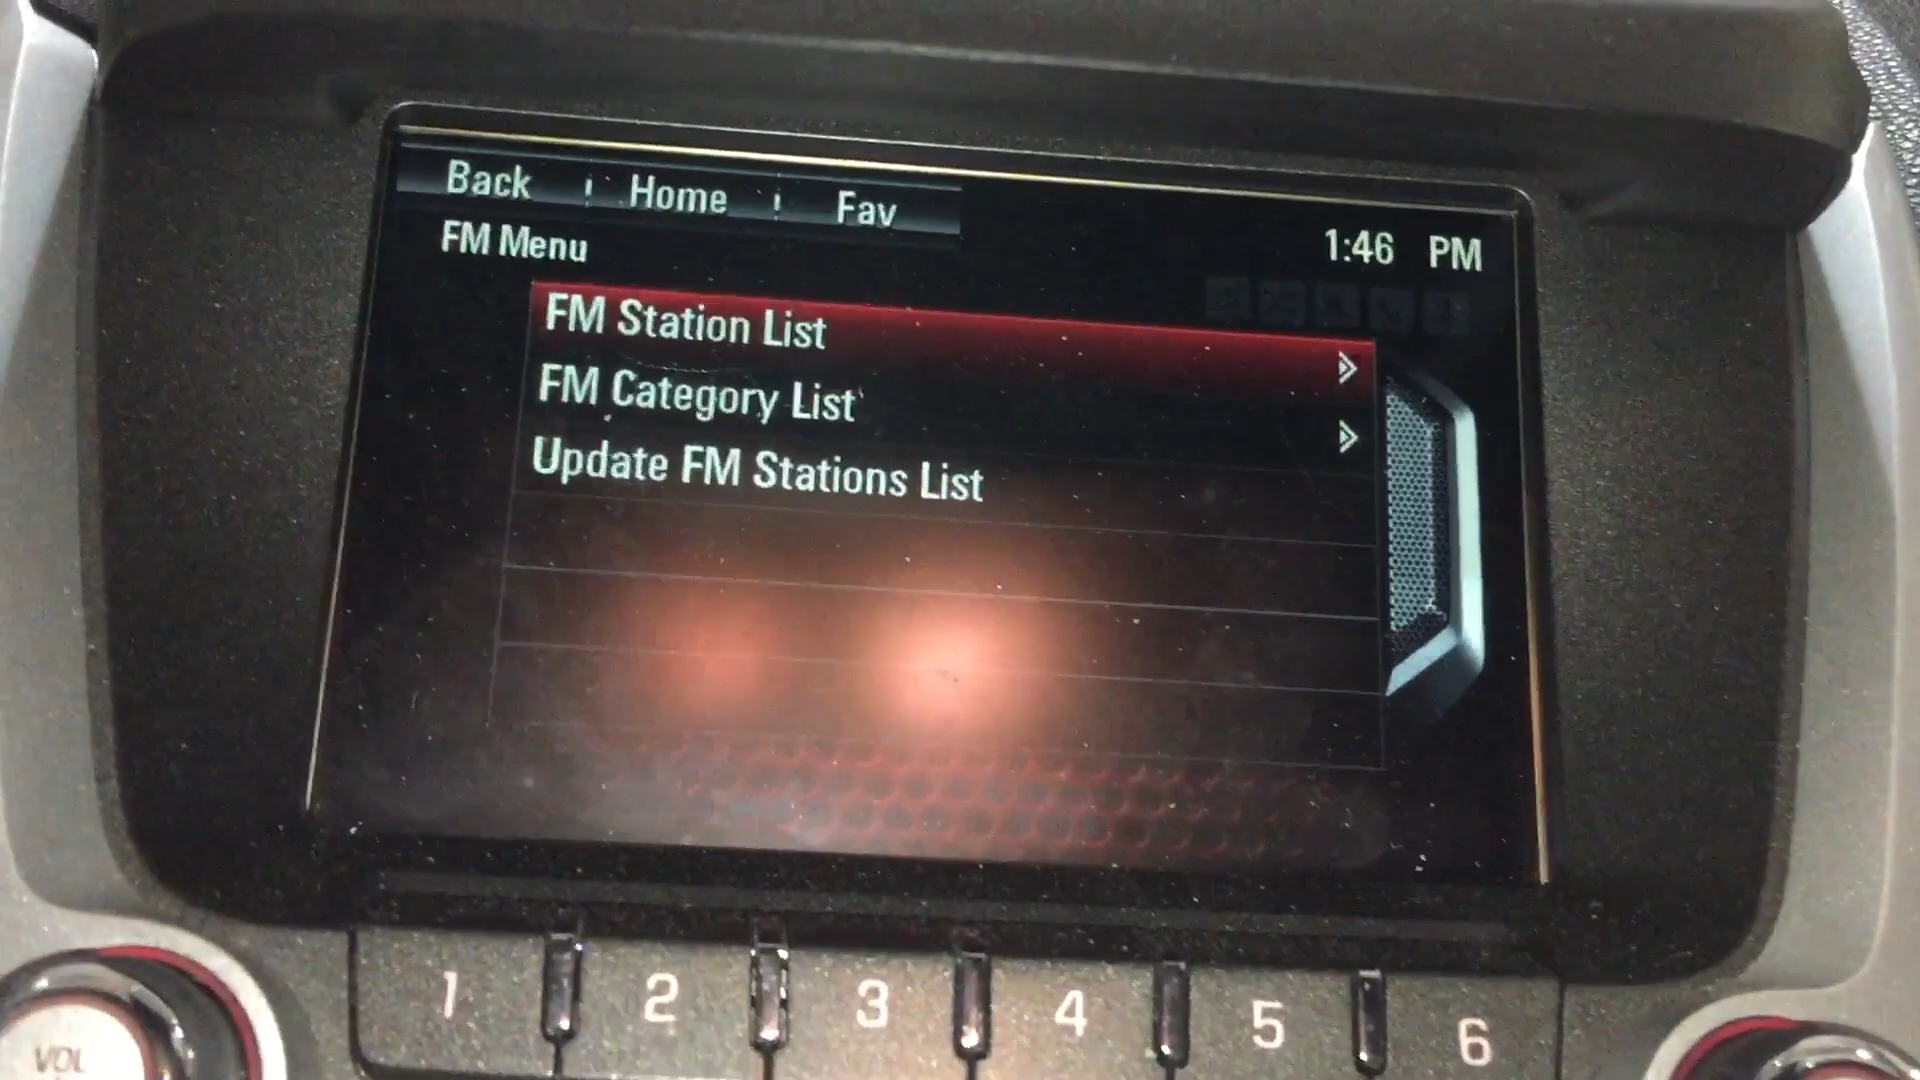 Back Home Fav
FM Menu
1:46 PM
FM Station List
FM Category List
Update FM Stations List
1 2 3 4 5 6
VOL